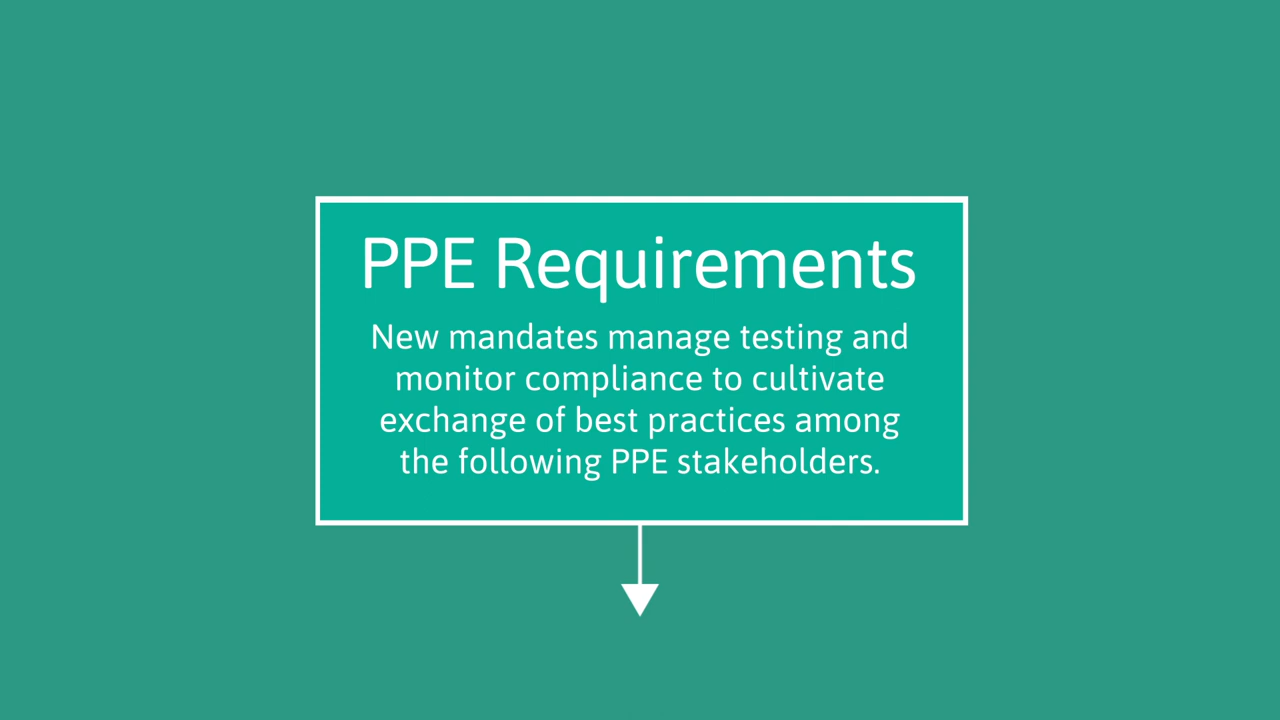 PPE Requirements
New mandates manage testing and
monitor compliance to cultivate
exchange of best practices among
the following PPE stakeholders.